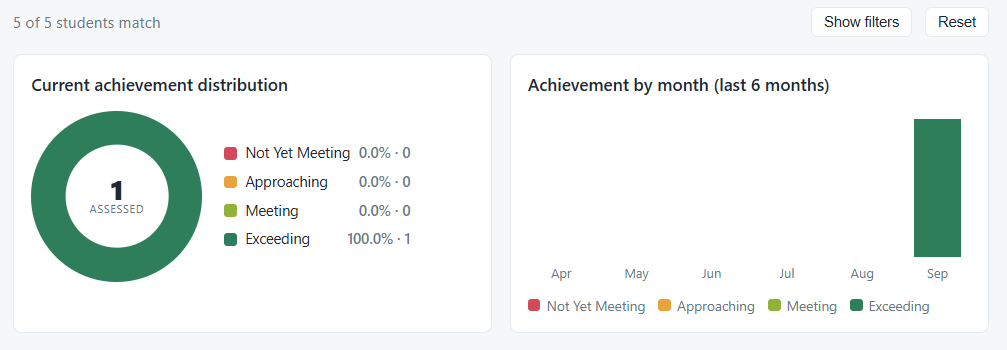 5 of 5 students match
Show filters
Reset
Current achievement distribution
1
ASSESSED
Not Yet Meeting 0.0% · 0
Approaching 0.0% · 0
Meeting 0.0% · 0
Exceeding 100.0% · 1
Achievement by month (last 6 months)
Apr May Jun Jul Aug Sep
Not Yet Meeting Approaching Meeting Exceeding